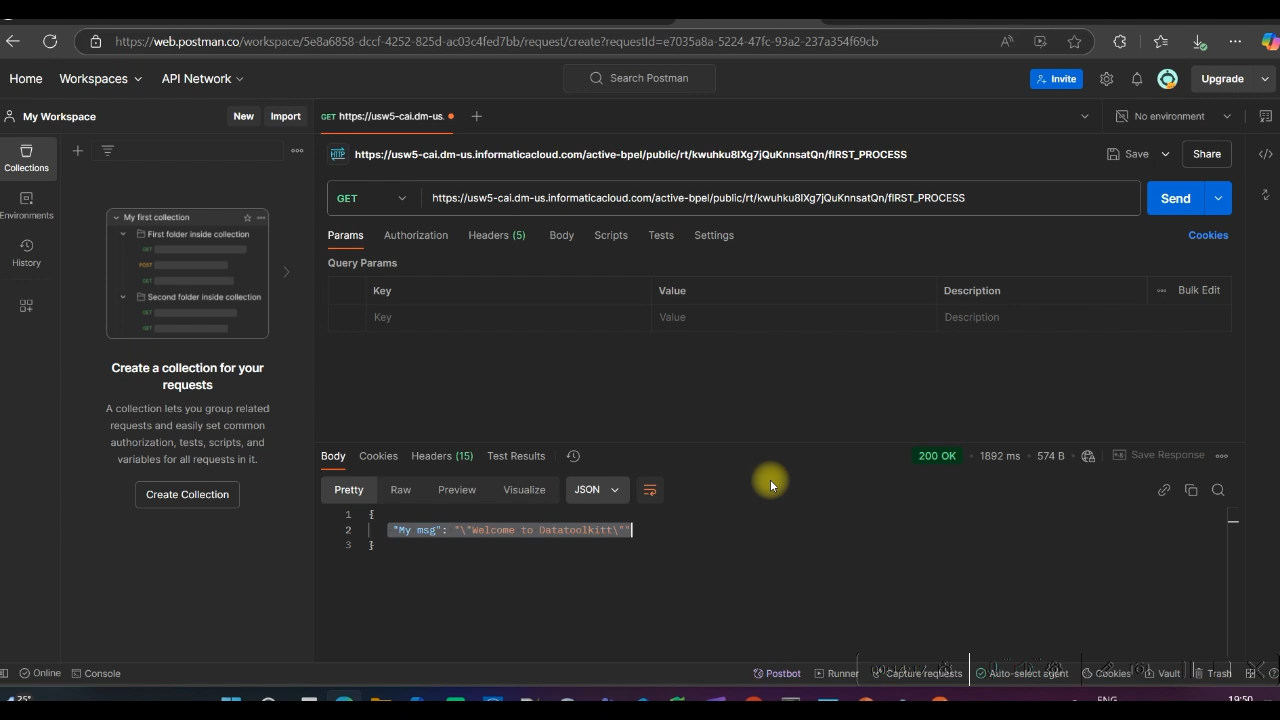 https://web.postman.co/workspace/5e8a6858-dccf-4252-825d-ac03c4fed7bb/request/create?requestId=e7035a8a-5224-47fc-93a2-237a354f69cb
Home Workspaces API Network Search Postman Invite Upgrade
My Workspace New Import GET https://usw5-cai.dm-us. No environment
Collections
Environments
History
My first collection
First folder inside collection
GET
POST
GET
Second folder inside collection
GET
GET
Create a collection for your
requests
A collection lets you group related
requests and easily set common
authorization, tests, scripts, and
variables for all requests in it.
Create Collection
HTTP https://usw5-cai.dm-us.informaticacloud.com/active-bpel/public/rt/kwuhku8IXg7jQuKnnsatQn/fIRST_PROCESS Save Share
GET https://usw5-cai.dm-us.informaticacloud.com/active-bpel/public/rt/kwuhku8IXg7jQuKnnsatQn/fIRST_PROCESS Send
Params Authorization Headers (5) Body Scripts Tests Settings Cookies
Query Params
Key Value Description Bulk Edit
Key Value Description
Body Cookies Headers (15) Test Results 200 OK 1892 ms 574 B Save Response
Pretty Raw Preview Visualize JSON
1 {
2 "My msg": "\"Welcome to Datatoolkitt\""
3 }
Online Console Postbot Runner Capture requests Auto-select agent Cookies Vault Trash
25°
ENG
19:50